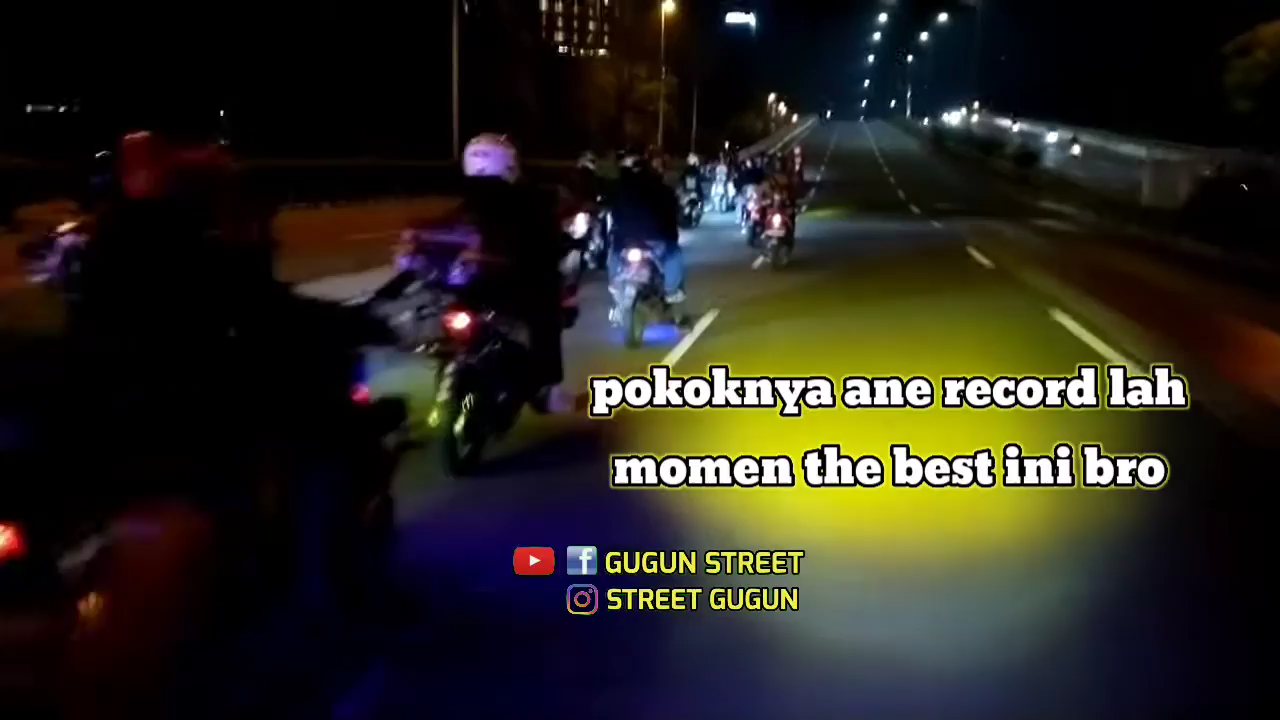 pokoknya ane record lah
momen the best ini bro
GUGUN STREET
STREET GUGUN